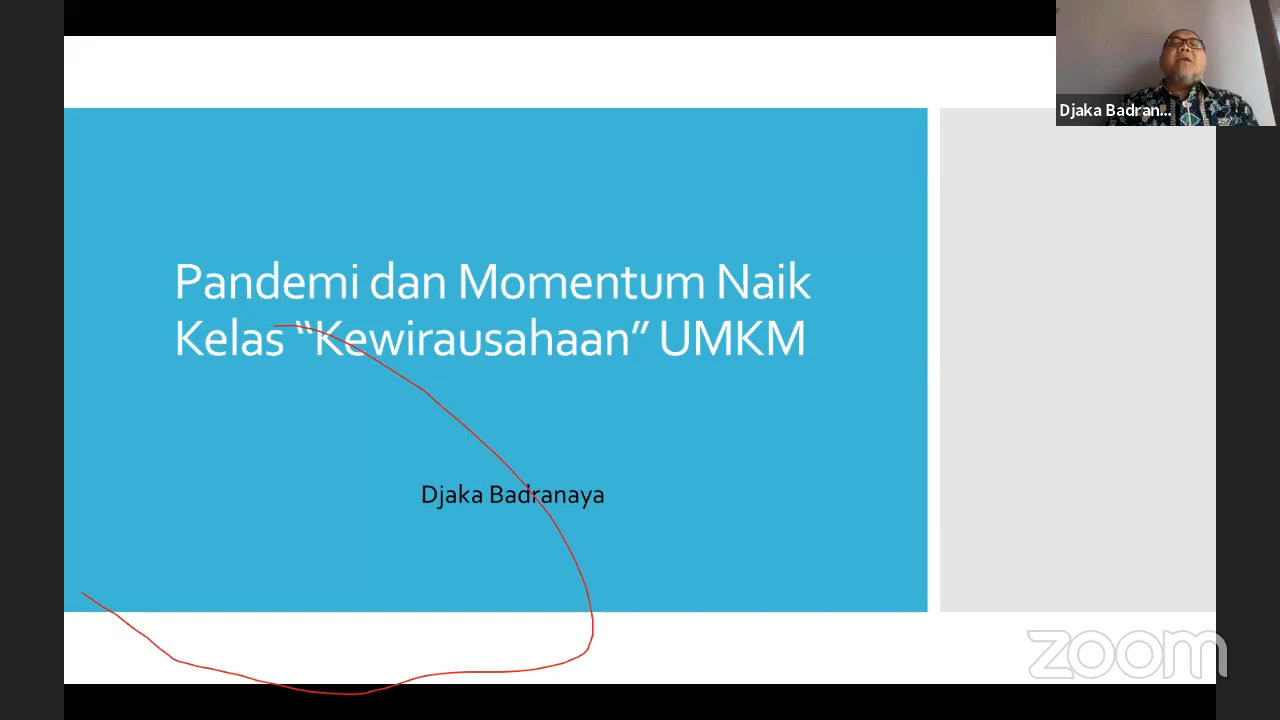 Djaka Badran...
Pandemi dan Momentum Naik
Kelas “Kewirausahaan” UMKM
Djaka Badranaya
zoom